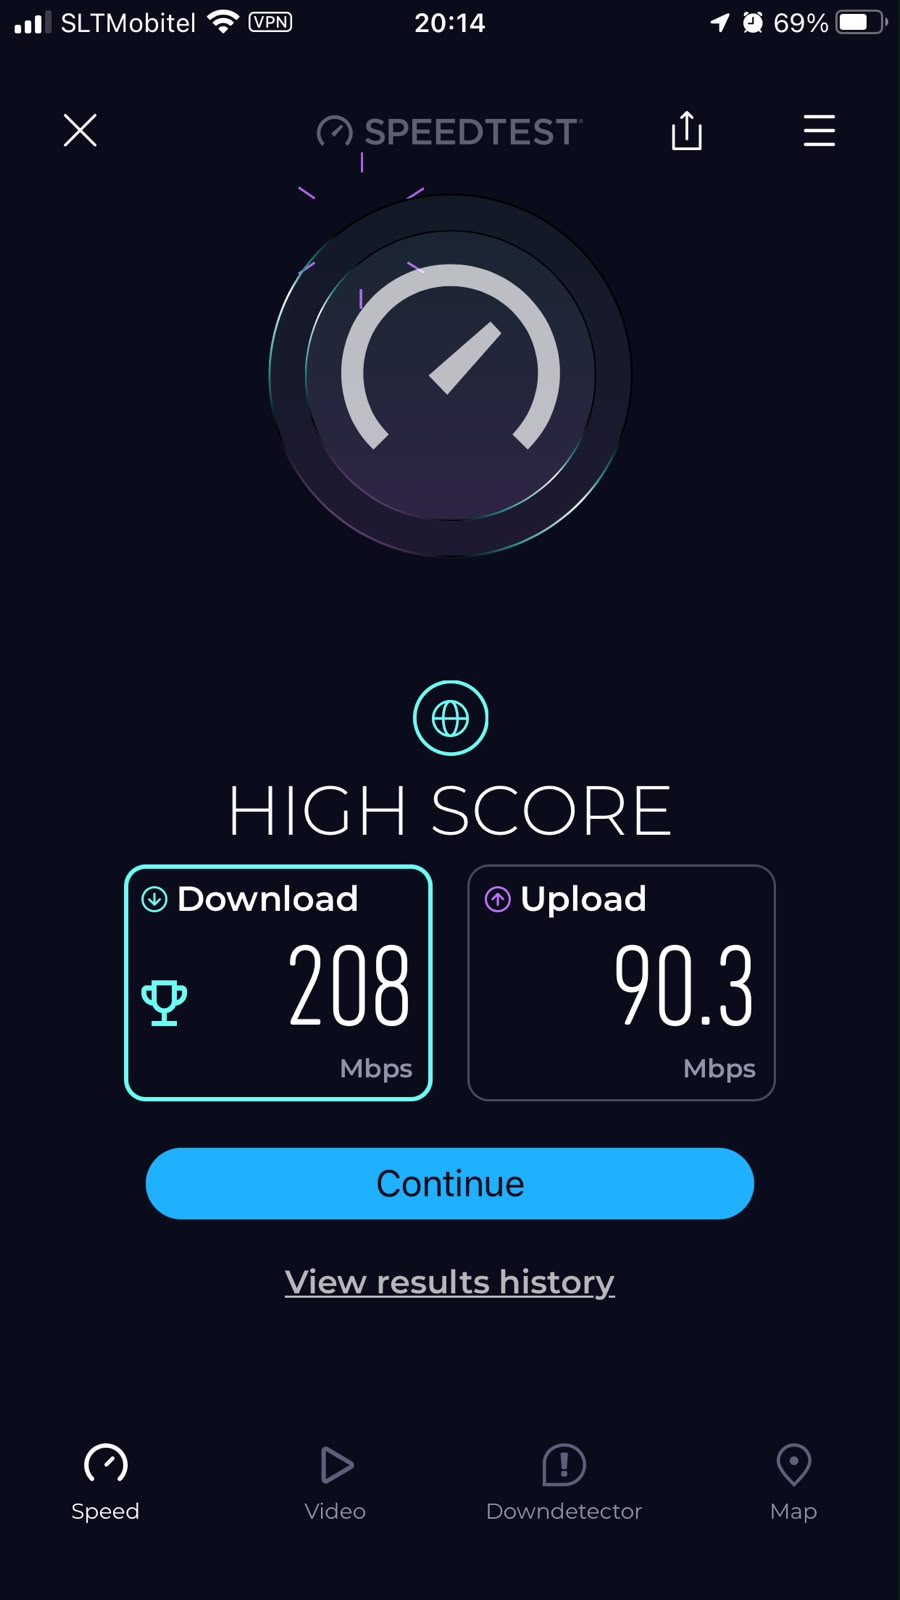 SLTMobitel VPN 20:14 69%
SPEEDTEST
HIGH SCORE
Download Upload
208 90.3
Mbps Mbps
Continue
View results history
Speed Video Downdetector Map